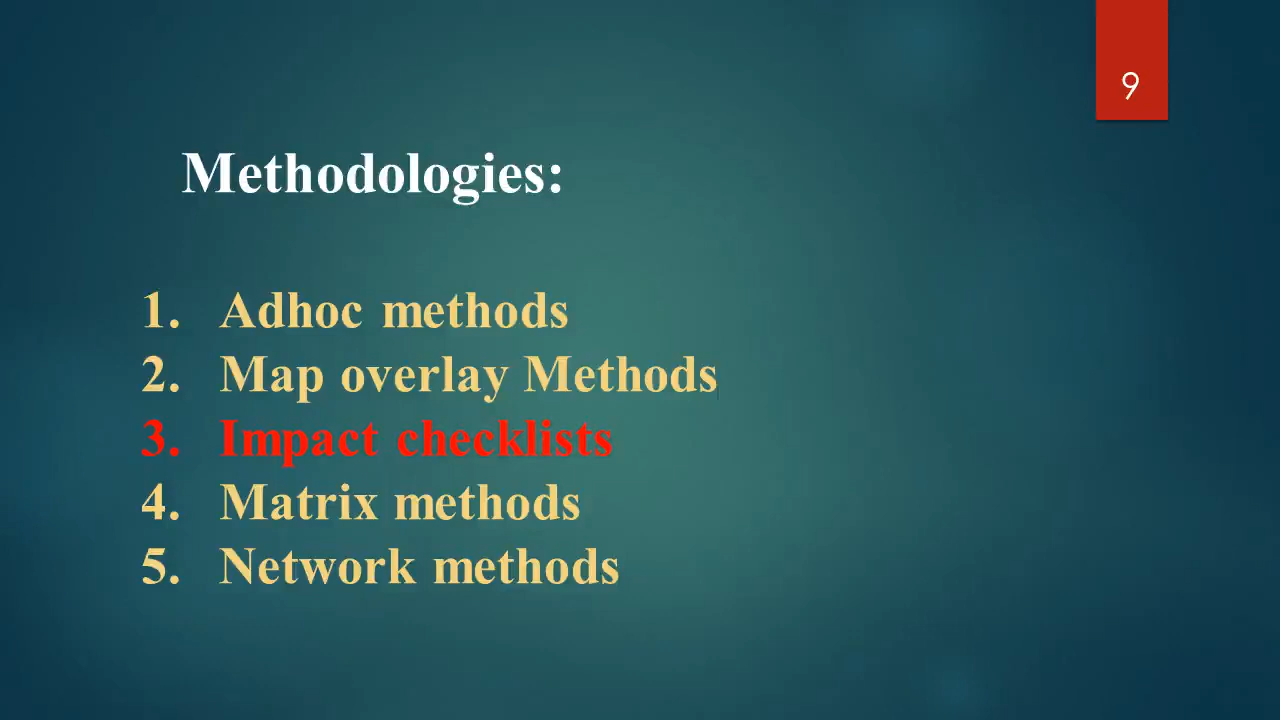 9
Methodologies:
1. Adhoc methods
2. Map overlay Methods
3. Impact checklists
4. Matrix methods
5. Network methods